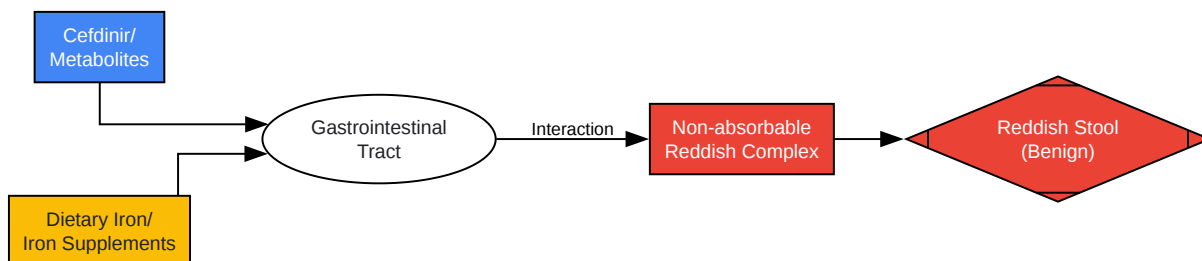 Cefdinir/
Metabolites
Dietary Iron/
Iron Supplements
Gastrointestinal
Tract
Interaction
Non-absorbable
Reddish Complex
Reddish Stool
(Benign)